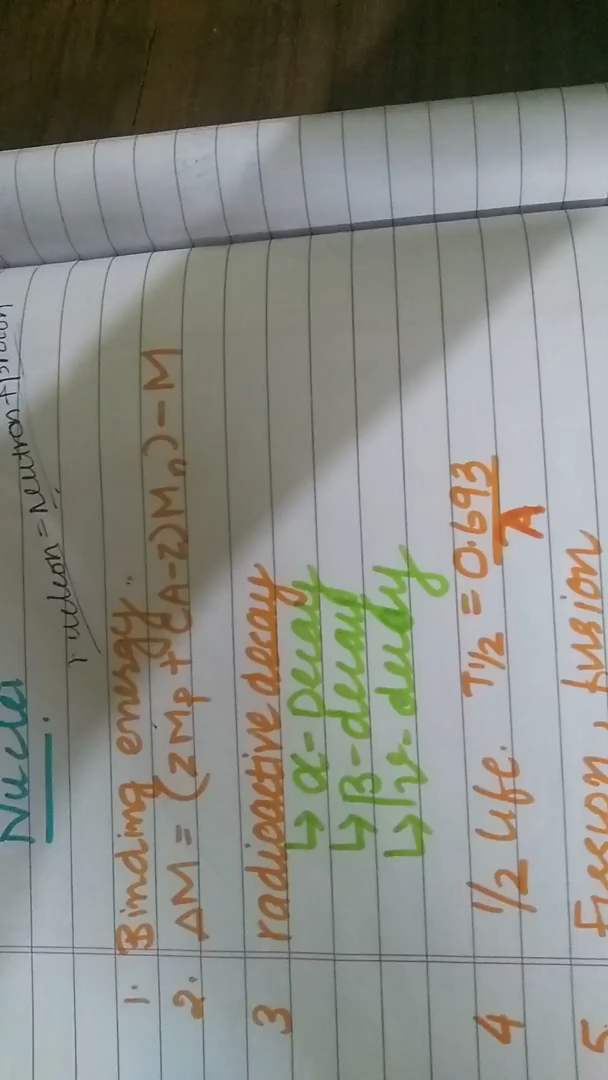 Nuclei
nucleon = neutron + proton
1. Binding energy..
2. ΔM = (ZMp + (A-Z)Mn) - M
3 radioactive decay
↳ α-Decay
↳ β-decay
↳ γ-decay
4 1/2 life. T1/2 = 0.693/λ
5. Fission, fusion